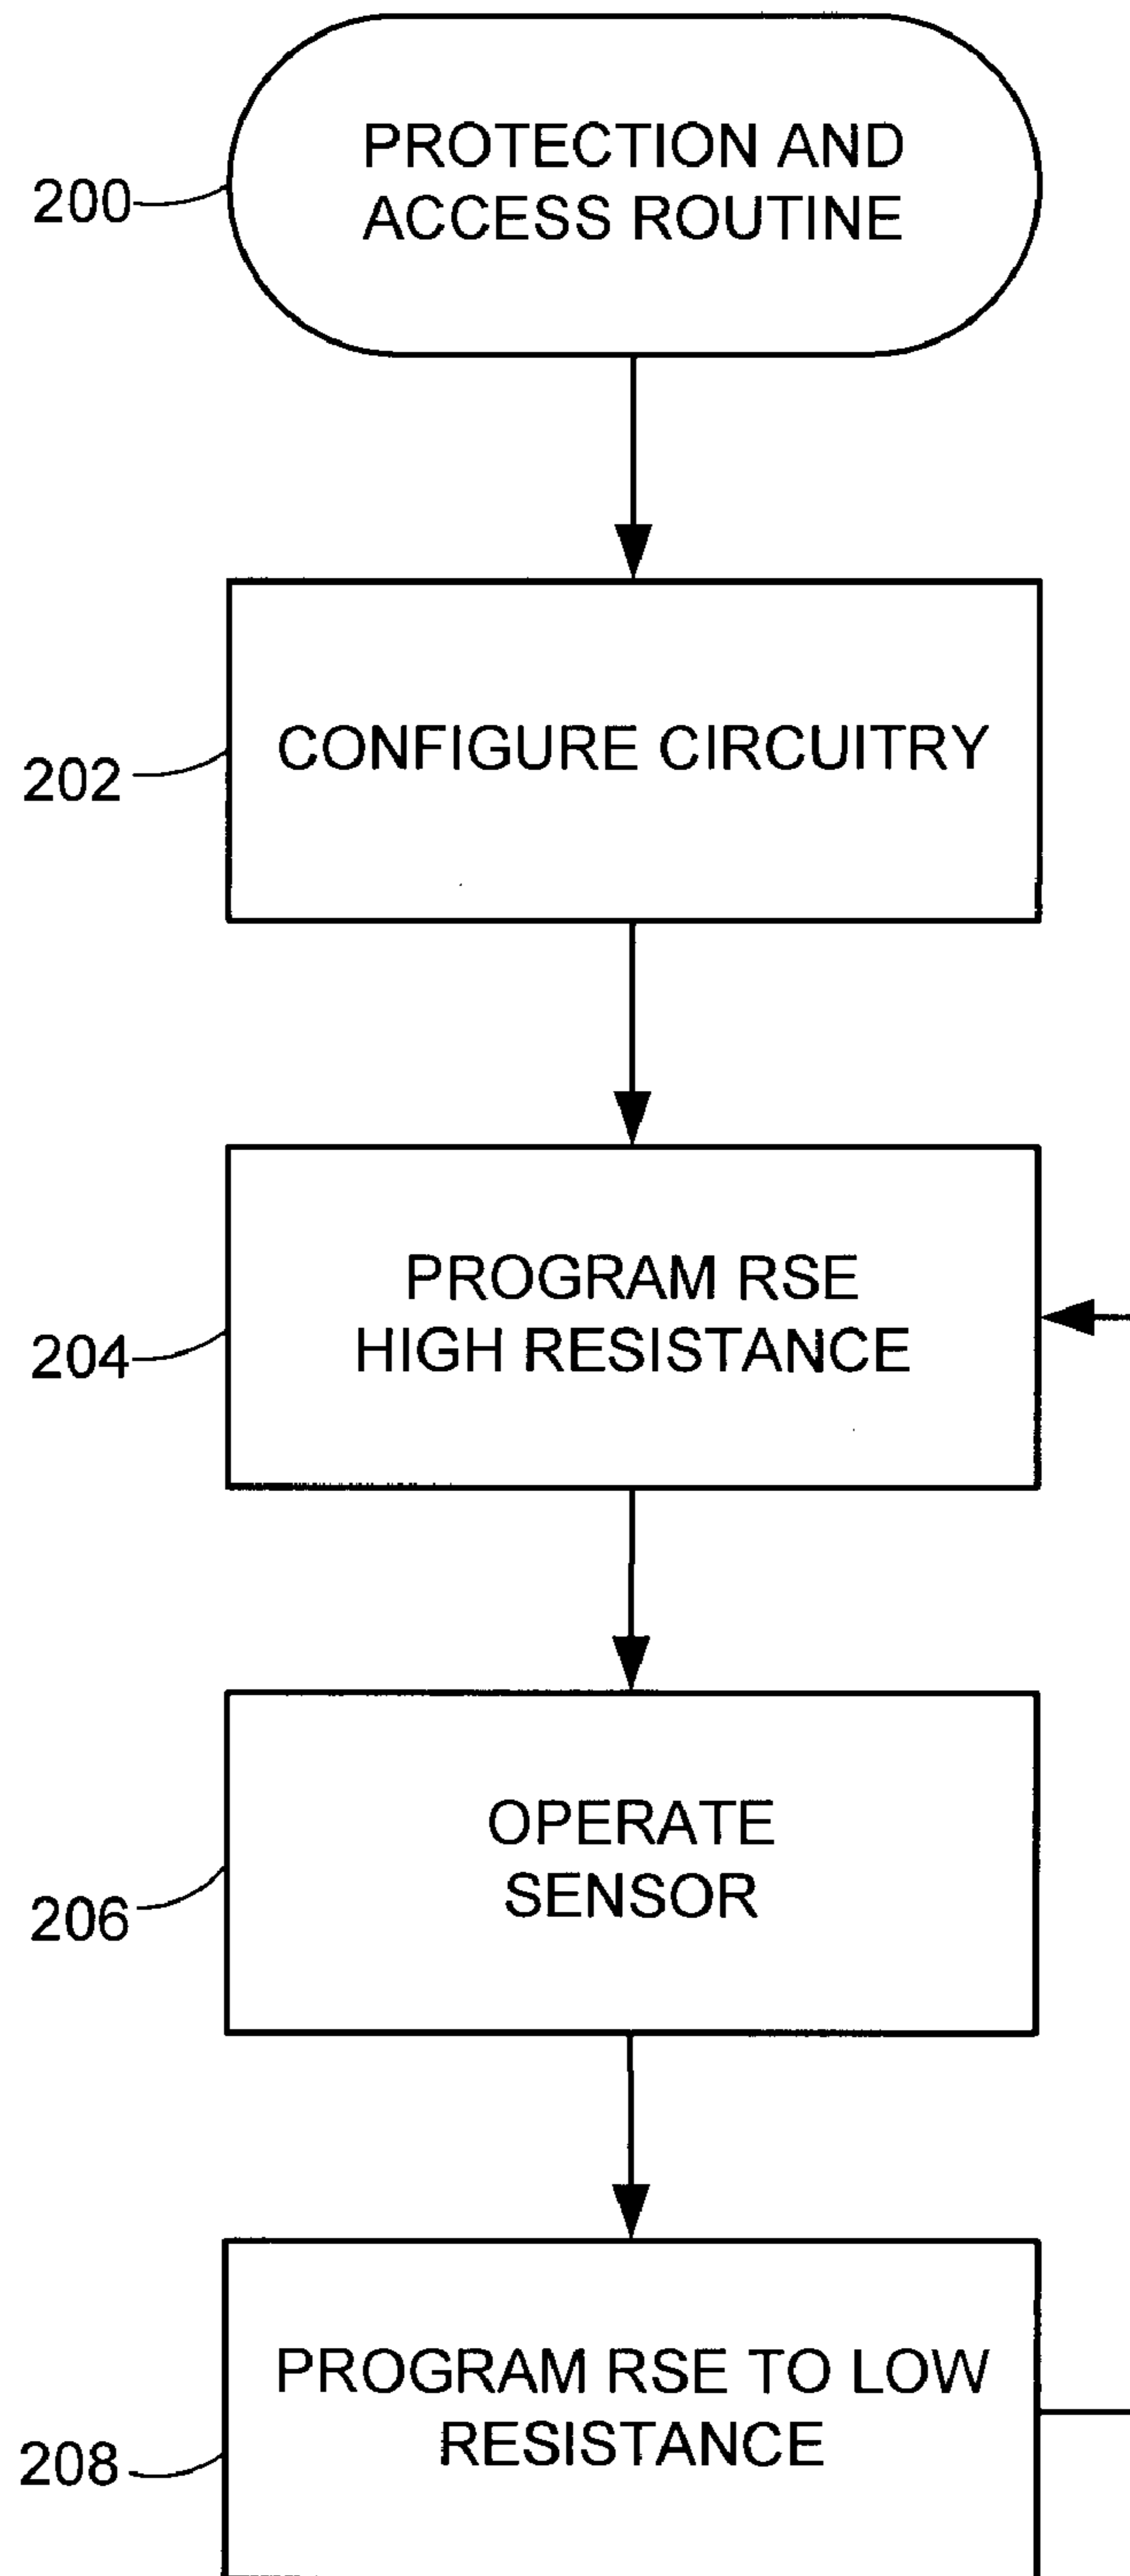 PROTECTION AND
ACCESS ROUTINE
200
CONFIGURE CIRCUITRY
202
PROGRAM RSE
HIGH RESISTANCE
204
OPERATE
SENSOR
206
PROGRAM RSE TO LOW
RESISTANCE
208